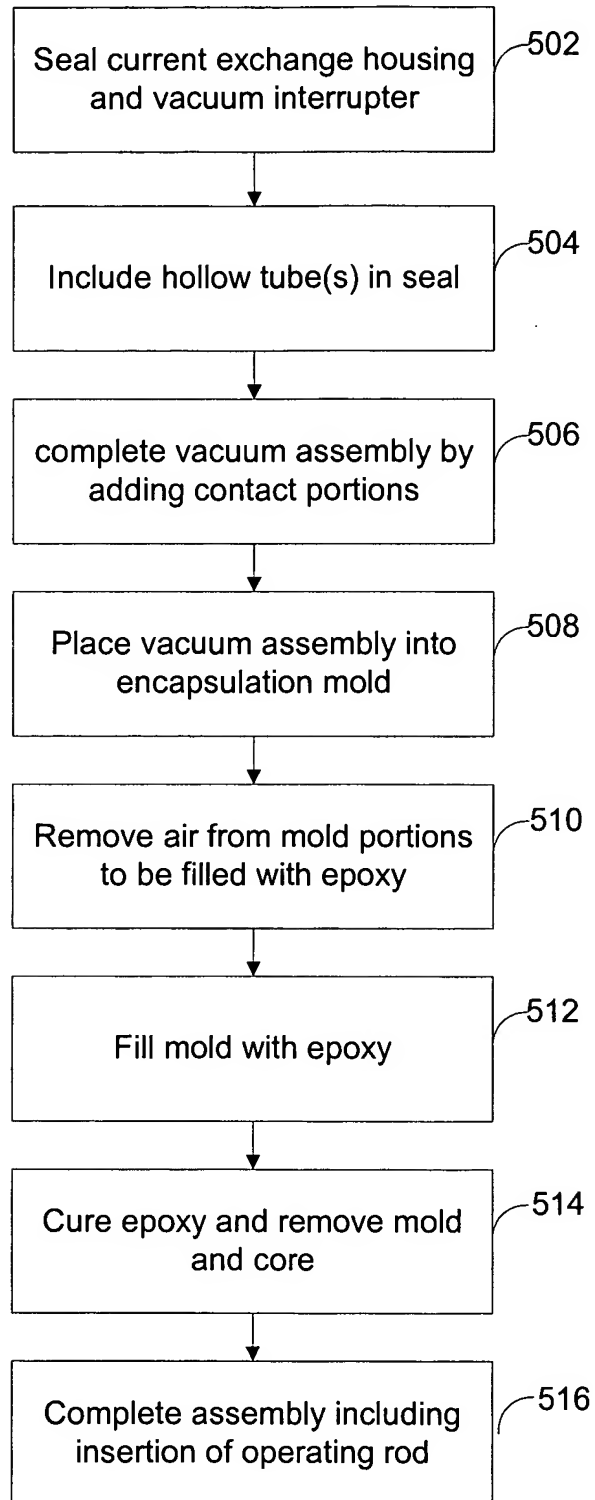 Seal current exchange housing
and vacuum interrupter
502
Include hollow tube(s) in seal
504
complete vacuum assembly by
adding contact portions
506
Place vacuum assembly into
encapsulation mold
508
Remove air from mold portions
to be filled with epoxy
510
Fill mold with epoxy
512
Cure epoxy and remove mold
and core
514
Complete assembly including
insertion of operating rod
516